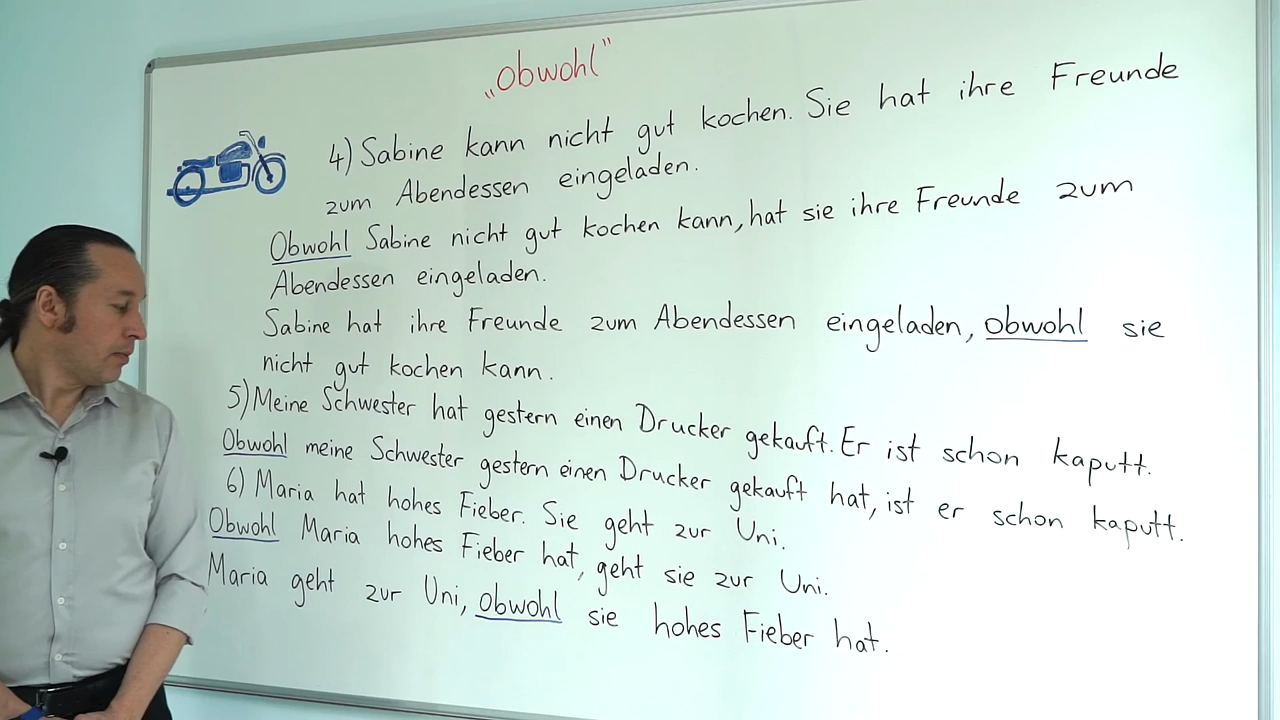 „obwohl“
4) Sabine kann nicht gut kochen. Sie hat ihre Freunde
zum Abendessen eingeladen.
Obwohl Sabine nicht gut kochen kann, hat sie ihre Freunde zum
Abendessen eingeladen.
Sabine hat ihre Freunde zum Abendessen eingeladen, obwohl sie
nicht gut kochen kann.
5) Meine Schwester hat gestern einen Drucker gekauft. Er ist schon kaputt.
Obwohl meine Schwester gestern einen Drucker gekauft hat, ist er schon kaputt.
6) Maria hat hohes Fieber. Sie geht zur Uni.
Obwohl Maria hohes Fieber hat, geht sie zur Uni.
Maria geht zur Uni, obwohl sie hohes Fieber hat.